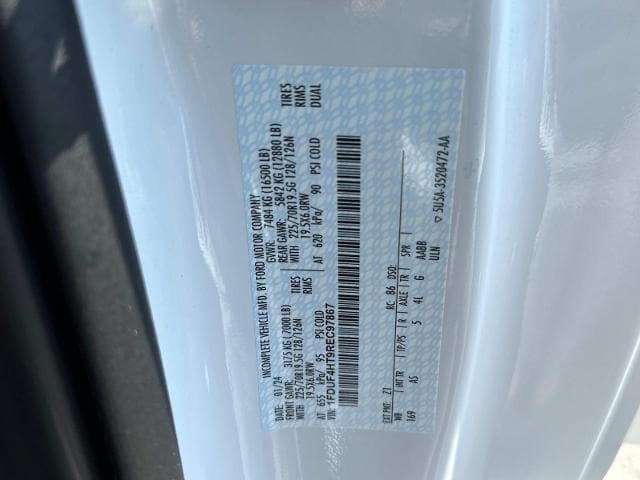 INCOMPLETE VEHICLE MFD. BY FORD MOTOR COMPANY
DATE: 01/24 GVWR: 7484 KG (16500 LB)
FRONT GAWR: 3175 KG (7000 LB) REAR GAWR: 5842 KG (12880 LB)
WITH 225/70R19.5G 128/126N TIRES WITH 225/70R19.5G 128/126N TIRES
19.5X6.0RW RIMS 19.5X6.0RW RIMS
AT 655 kPa/ 95 PSI COLD AT 620 kPa/ 90 PSI COLD DUAL
VIN: 1FDUF4HT9REC97867
EXT PNT: Z1 RC: B6 DSO:
WB INT TR TP/PS R AXLE TR SPR
169 AS 5 4L G AABB
ULN
5U5A-3520472-AA